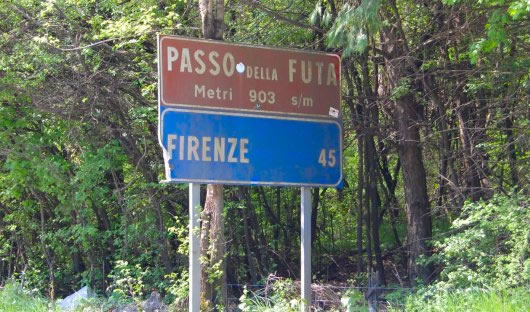 PASSO DELLA FUTA
Metri 903 s/m
FIRENZE 45